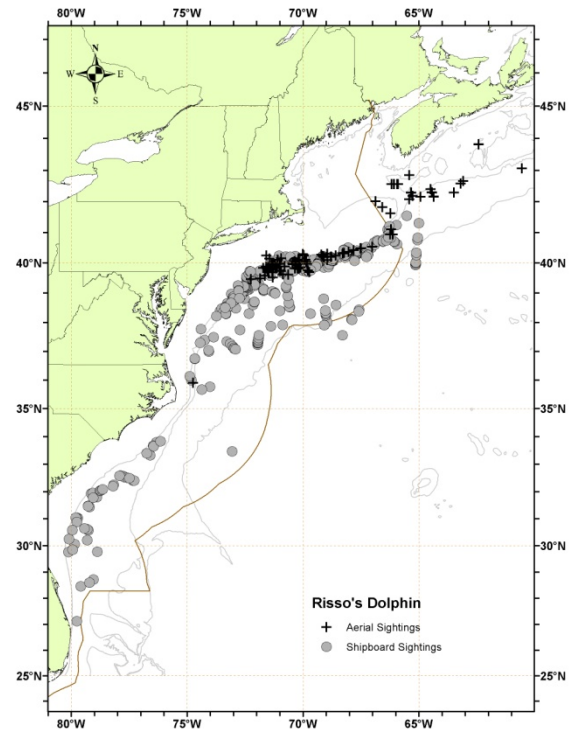 80°W 75°W 70°W 65°W
N
W E
S
45°N 45°N
40°N 40°N
35°N 35°N
30°N 30°N
Risso's Dolphin
Aerial Sightings
Shipboard Sightings
25°N 25°N
80°W 75°W 70°W 65°W